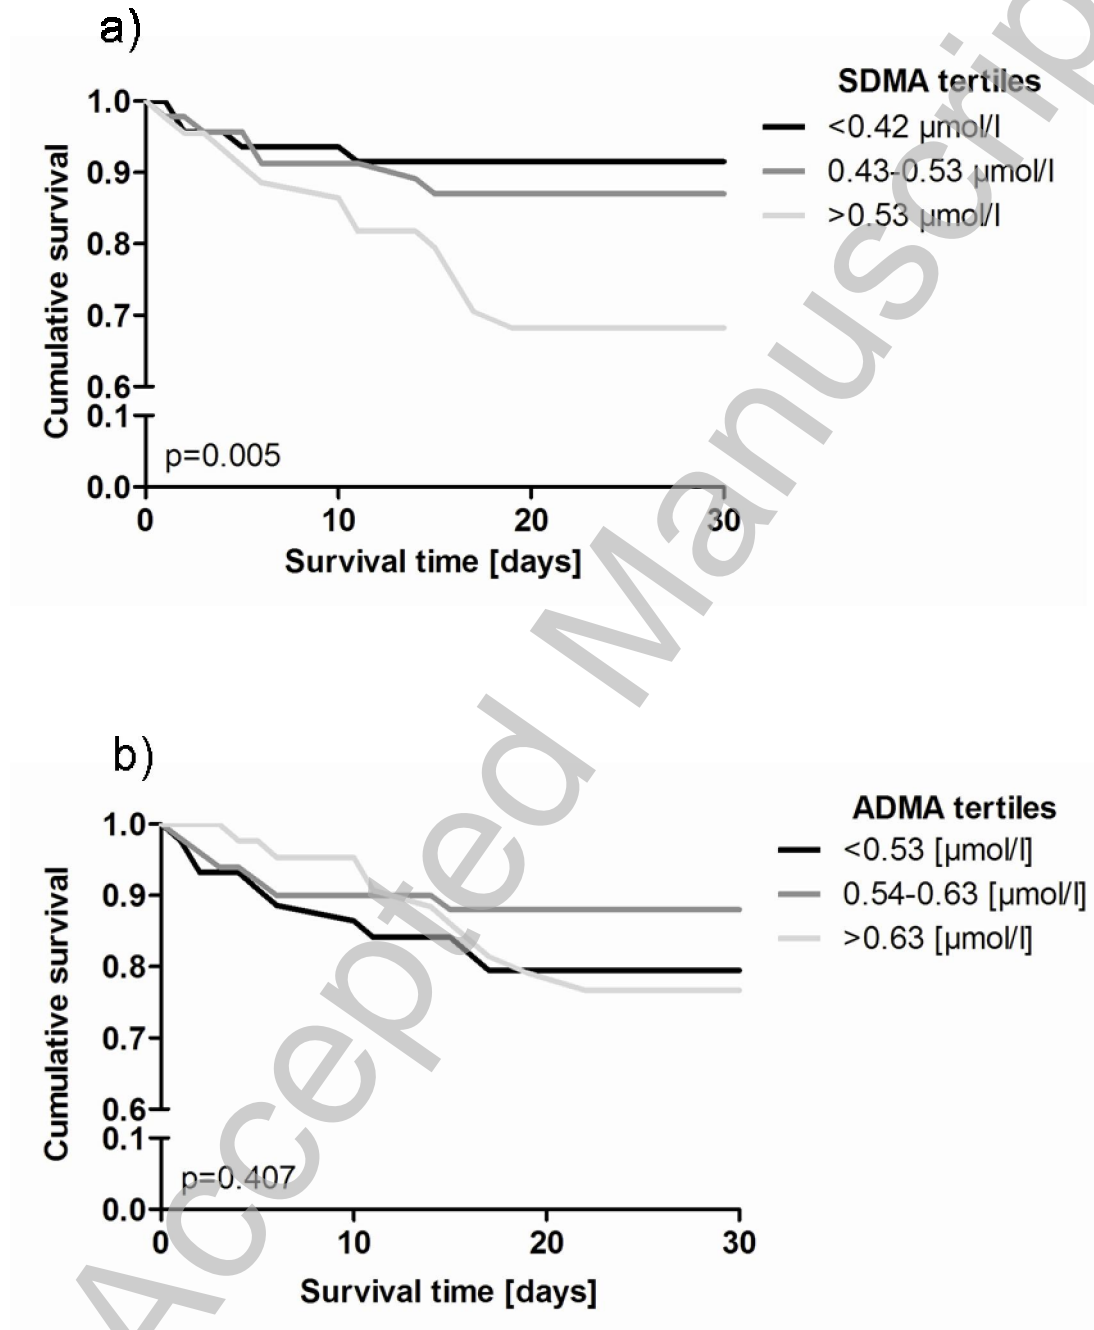 a)
SDMA tertiles
<0.42 µmol/l
0.43-0.53 µmol/l
>0.53 µmol/l
Cumulative survival
1.0
0.9
0.8
0.7
0.6
0.1
0.0
p=0.005
0 10 20 30
Survival time [days]
b)
ADMA tertiles
<0.53 [µmol/l]
0.54-0.63 [µmol/l]
>0.63 [µmol/l]
Cumulative survival
1.0
0.9
0.8
0.7
0.6
0.1
0.0
p=0.407
0 10 20 30
Survival time [days]
Accepted Manuscrip